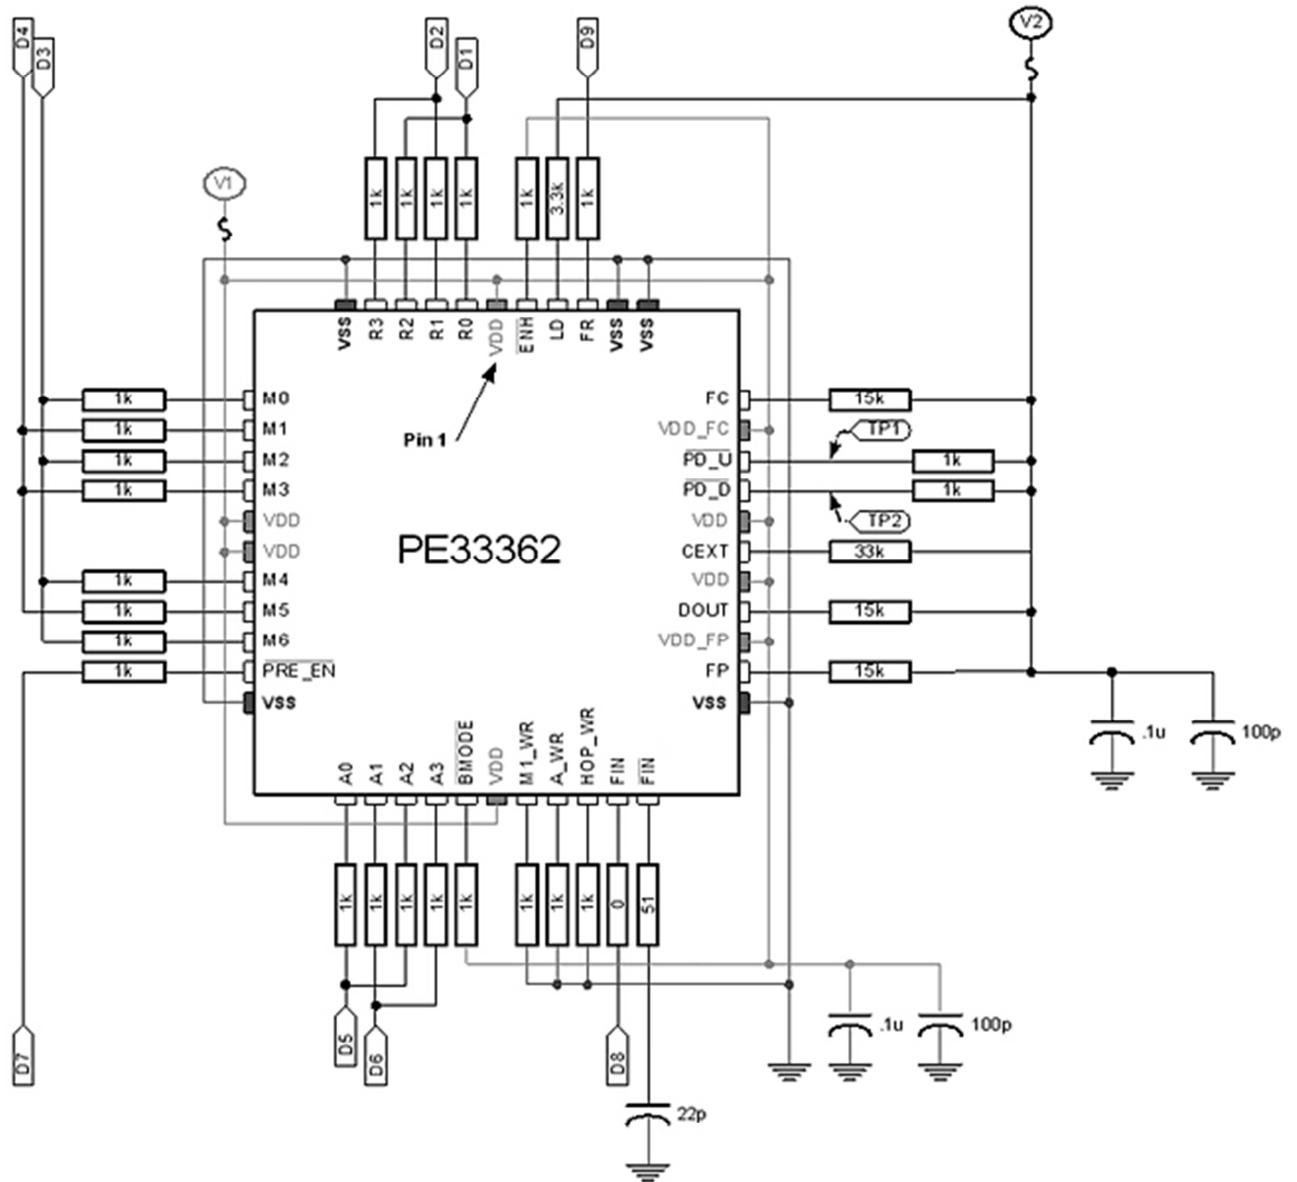 D4
D3
D2
D1
D9
V2
V1
1k
1k
1k
1k
1k
3.3k
1k
VSS
R3
R2
R1
R0
VDD
ENH
LD
FR
VSS
VSS
Pin 1
1k
M0
FC
15k
1k
M1
VDD_FC
TP1
1k
M2
PD_U
1k
1k
M3
PD_D
1k
VDD
VDD
TP2
VDD
PE33362
CEXT
33k
1k
M4
VDD
1k
M5
DOUT
15k
1k
M6
VDD_FP
1k
PRE_EN
FP
15k
VSS
VSS
.1u
100p
A0
A1
A2
A3
BMODE
VDD
M1_WR
A_WR
HOP_WR
FIN
FIN
1k
1k
1k
1k
1k
1k
1k
1k
0
51
D7
D5
D6
D8
.1u
100p
22p